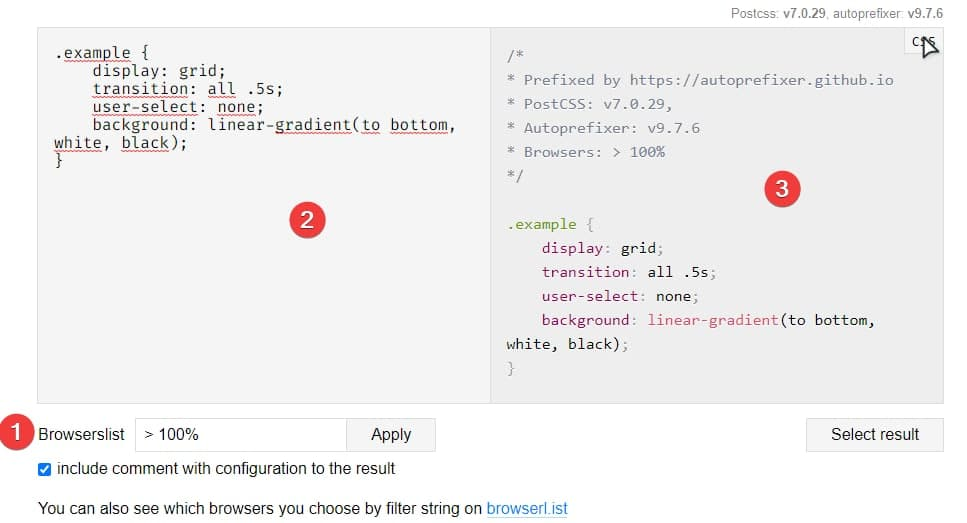 Postcss: v7.0.29, autoprefixer: v9.7.6
.example {
display: grid;
transition: all .5s;
user-select: none;
background: linear-gradient(to bottom,
white, black);
}
2
CSS
/*
* Prefixed by https://autoprefixer.github.io
* PostCSS: v7.0.29,
* Autoprefixer: v9.7.6
* Browsers: > 100%
*/
3
.example {
display: grid;
transition: all .5s;
user-select: none;
background: linear-gradient(to bottom,
white, black);
}
1
Browserslist
> 100%
Apply
Select result
include comment with configuration to the result
You can also see which browsers you choose by filter string on browserl.ist